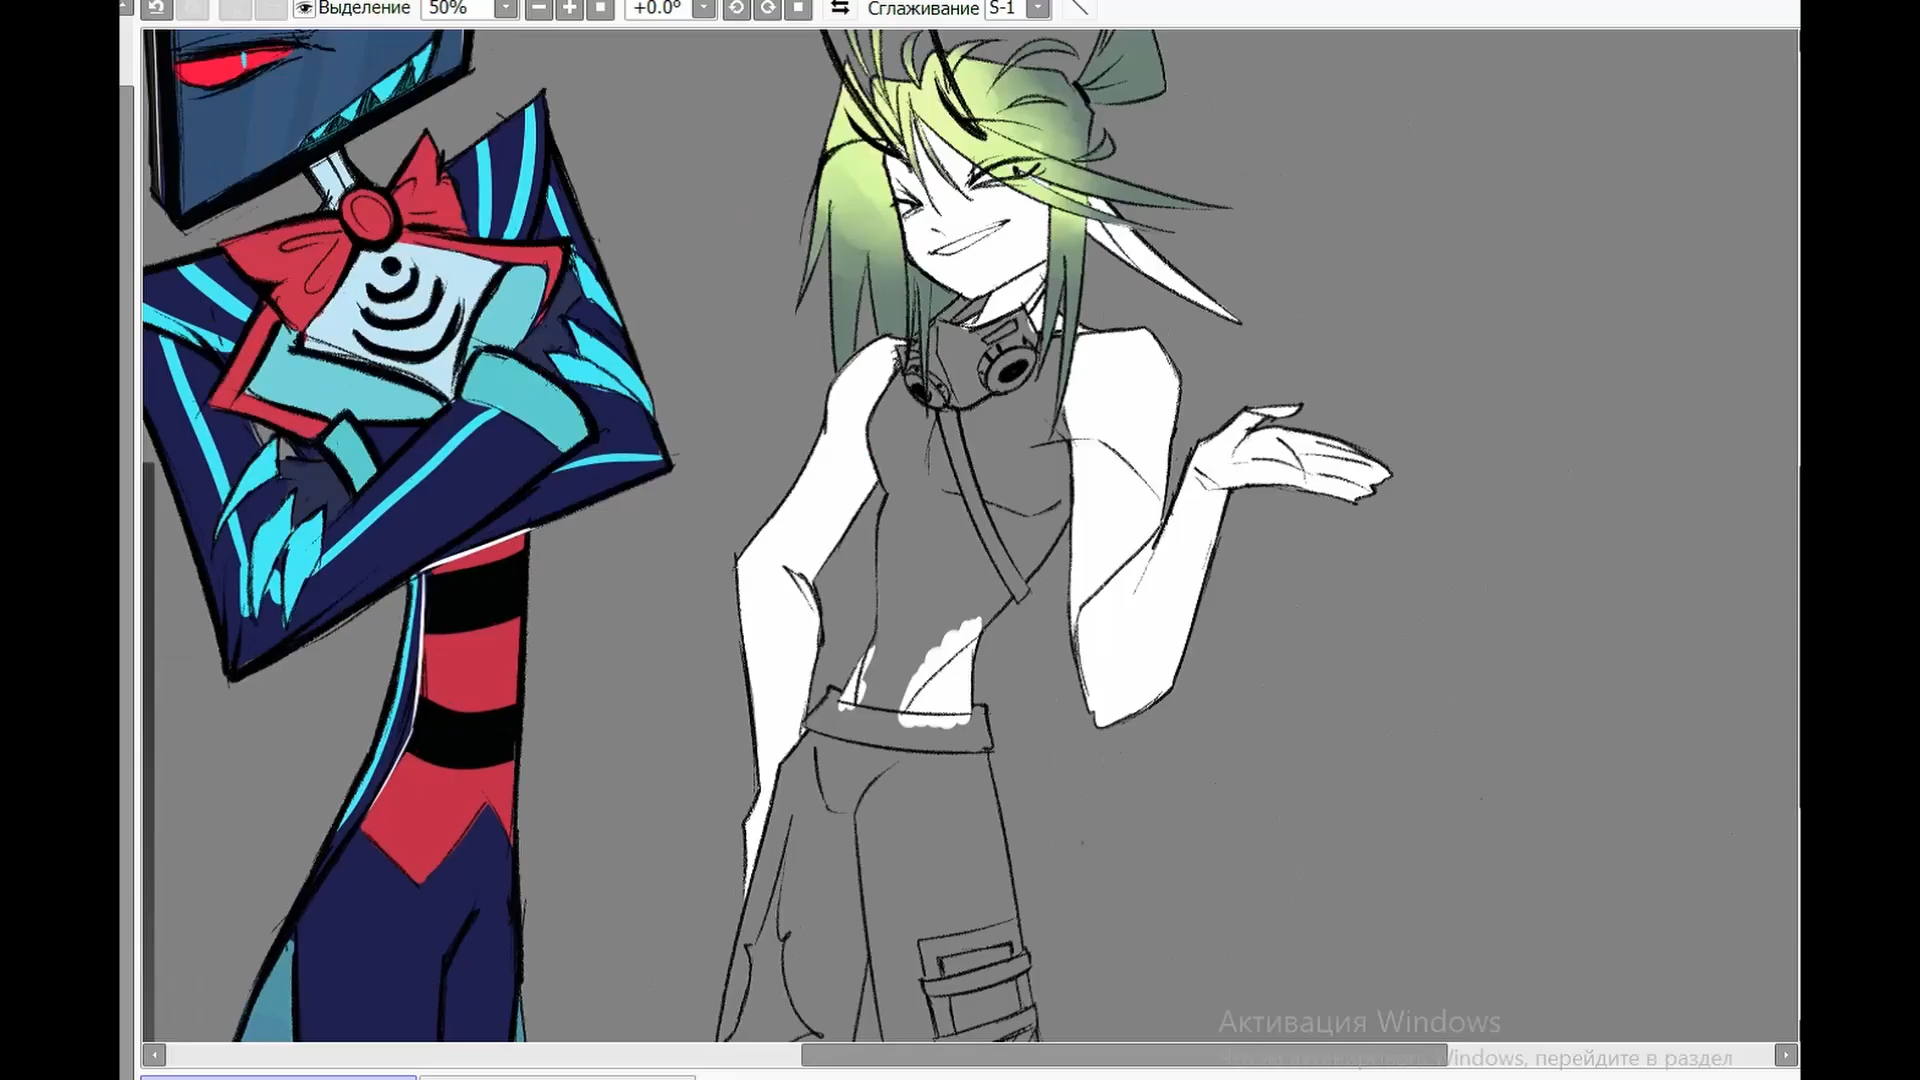 Выделение 50% +0.0° Сглаживание S-1
Активация Windows
Windows, перейдите в раздел